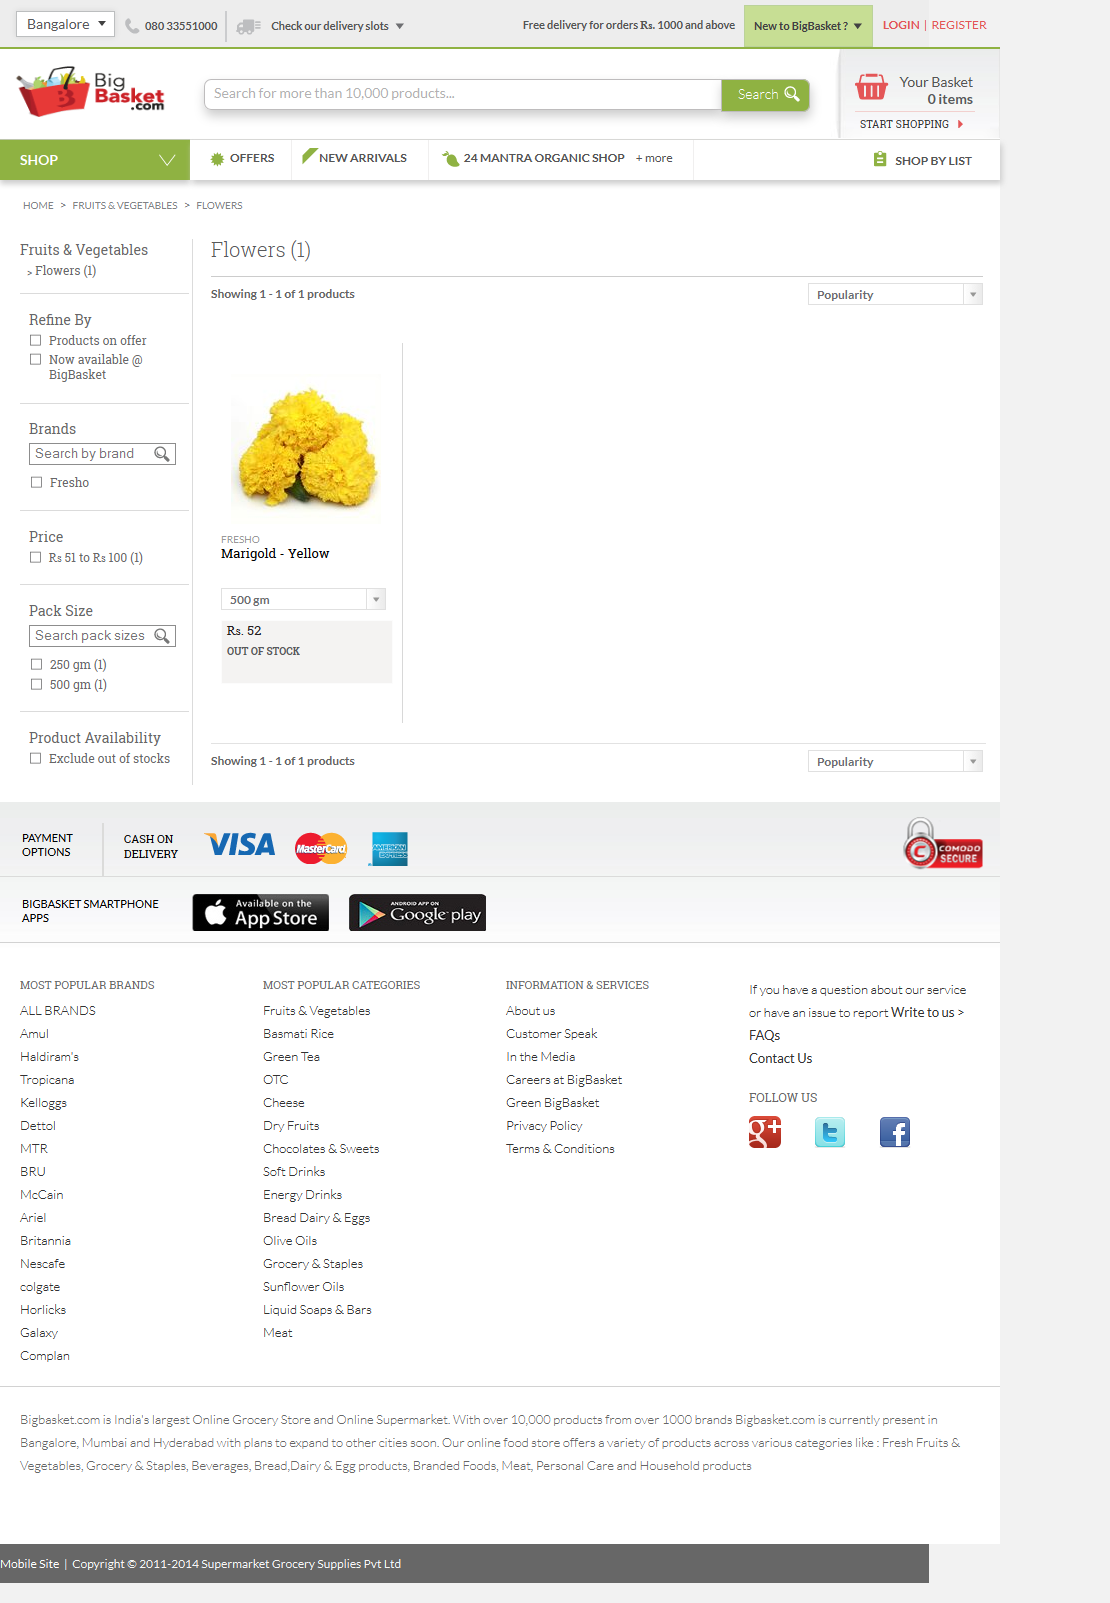 Bangalore
080 33551000
Check our delivery slots
Free delivery for orders Rs. 1000 and above
New to BigBasket ?
LOGIN | REGISTER
Big
Basket
.com
Search for more than 10,000 products...
Search
Your Basket
0 items
START SHOPPING
SHOP
OFFERS
NEW ARRIVALS
24 MANTRA ORGANIC SHOP
+ more
SHOP BY LIST
HOME > FRUITS & VEGETABLES > FLOWERS
Fruits & Vegetables
> Flowers (1)
Refine By
Products on offer
Now available @
BigBasket
Brands
Search by brand
Fresho
Price
Rs 51 to Rs 100 (1)
Pack Size
Search pack sizes
250 gm (1)
500 gm (1)
Product Availability
Exclude out of stocks
Flowers (1)
Showing 1 - 1 of 1 products
Popularity
FRESHO
Marigold - Yellow
500 gm
Rs. 52
OUT OF STOCK
Showing 1 - 1 of 1 products
Popularity
PAYMENT
OPTIONS
CASH ON
DELIVERY
VISA
MasterCard
AMERICAN
EXPRESS
COMODO
SECURE
BIGBASKET SMARTPHONE
APPS
Available on the
App Store
ANDROID APP ON
Google play
MOST POPULAR BRANDS
ALL BRANDS
Amul
Haldiram's
Tropicana
Kelloggs
Dettol
MTR
BRU
McCain
Ariel
Britannia
Nescafe
colgate
Horlicks
Galaxy
Complan
MOST POPULAR CATEGORIES
Fruits & Vegetables
Basmati Rice
Green Tea
OTC
Cheese
Dry Fruits
Chocolates & Sweets
Soft Drinks
Energy Drinks
Bread Dairy & Eggs
Olive Oils
Grocery & Staples
Sunflower Oils
Liquid Soaps & Bars
Meat
INFORMATION & SERVICES
About us
Customer Speak
In the Media
Careers at BigBasket
Green BigBasket
Privacy Policy
Terms & Conditions
If you have a question about our service
or have an issue to report Write to us >
FAQs
Contact Us
FOLLOW US
Bigbasket.com is India's largest Online Grocery Store and Online Supermarket. With over 10,000 products from over 1000 brands Bigbasket.com is currently present in
Bangalore, Mumbai and Hyderabad with plans to expand to other cities soon. Our online food store offers a variety of products across various categories like : Fresh Fruits &
Vegetables, Grocery & Staples, Beverages, Bread,Dairy & Egg products, Branded Foods, Meat, Personal Care and Household products
Mobile Site | Copyright © 2011-2014 Supermarket Grocery Supplies Pvt Ltd